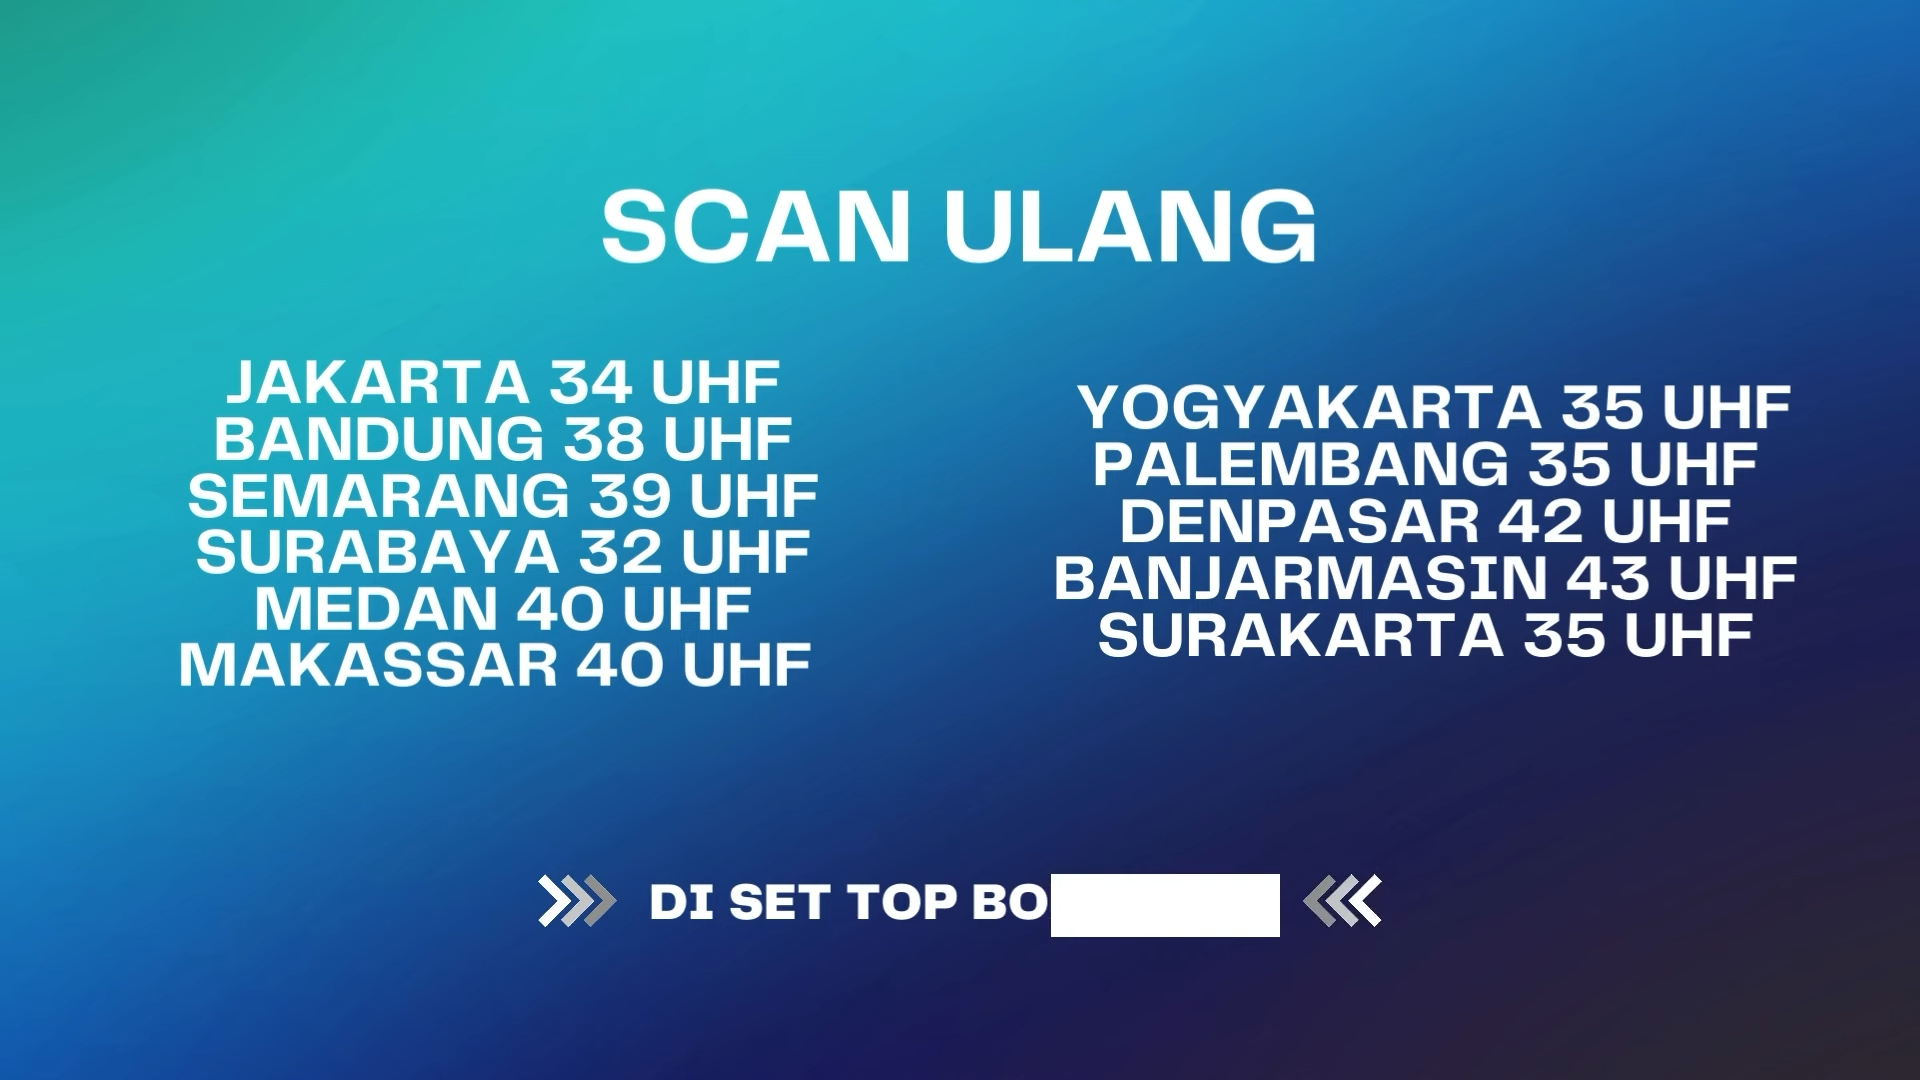 SCAN ULANG
JAKARTA 34 UHF
BANDUNG 38 UHF
SEMARANG 39 UHF
SURABAYA 32 UHF
MEDAN 40 UHF
MAKASSAR 40 UHF
YOGYAKARTA 35 UHF
PALEMBANG 35 UHF
DENPASAR 42 UHF
BANJARMASIN 43 UHF
SURAKARTA 35 UHF
DI SET TOP